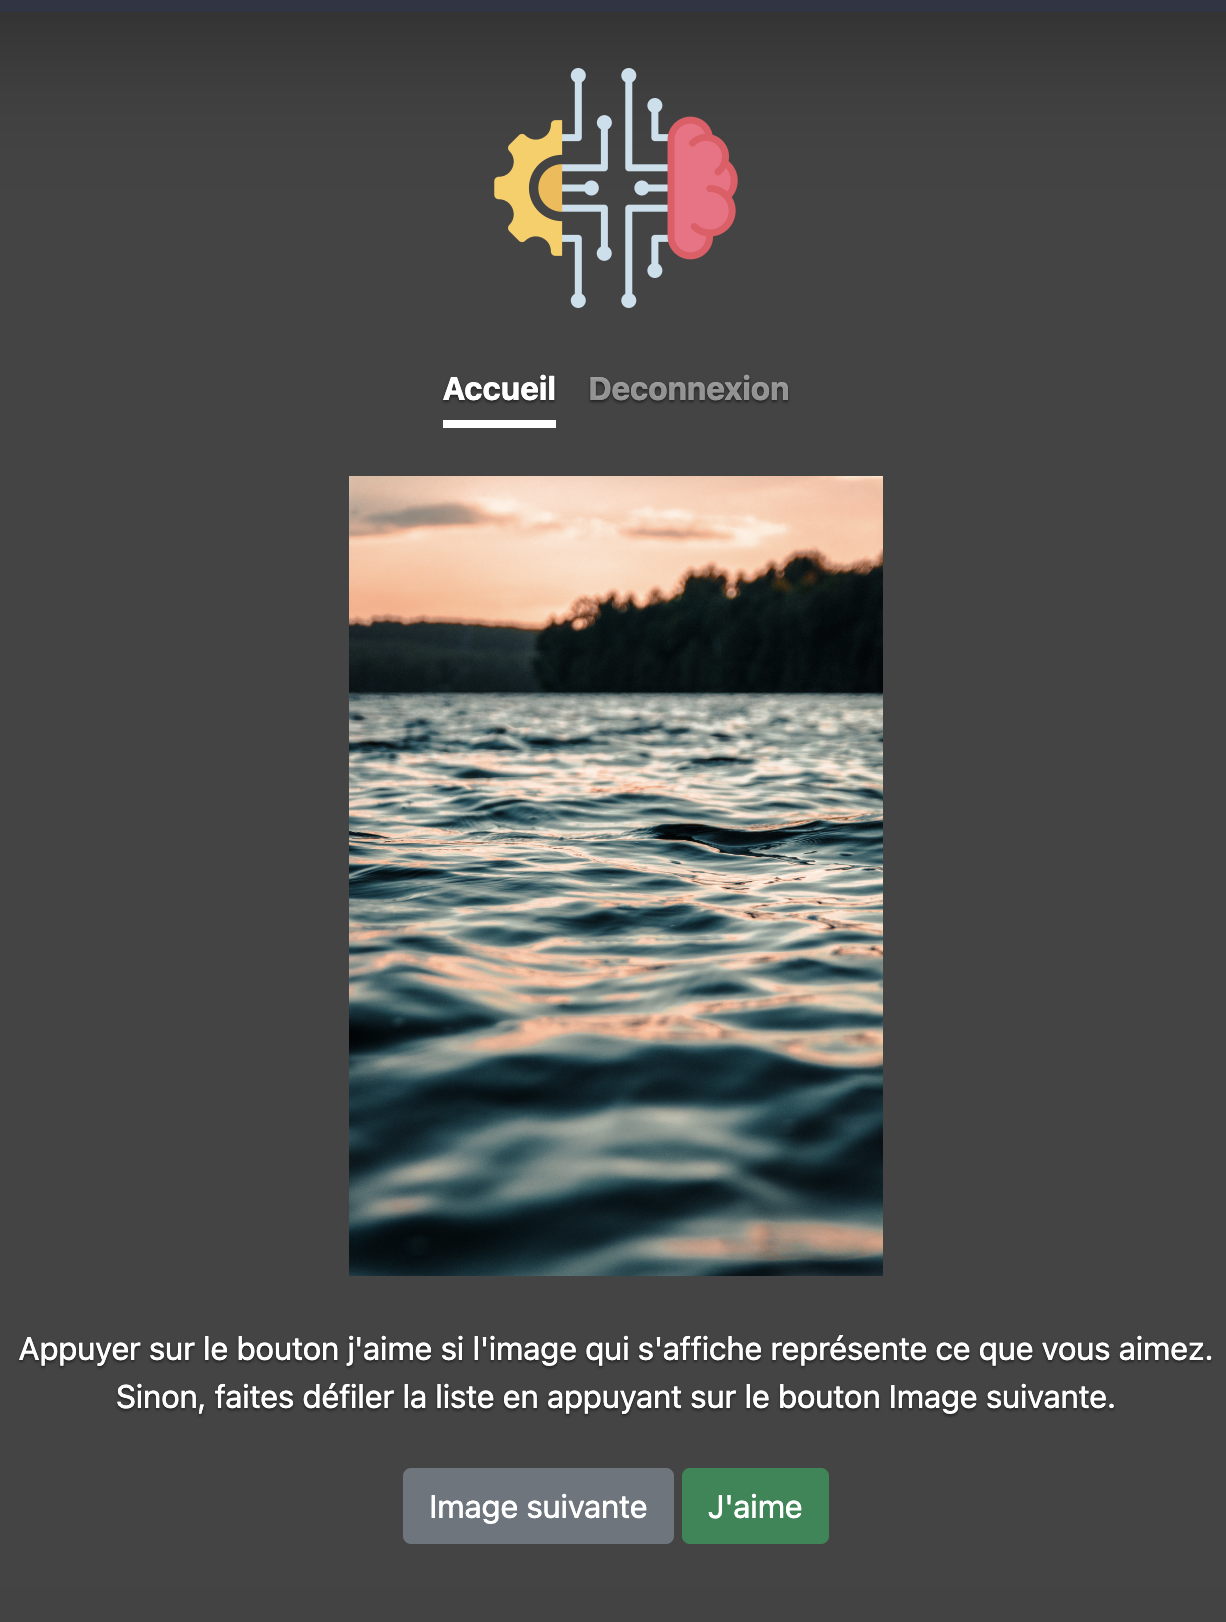 Accueil Deconnexion
Appuyer sur le bouton j'aime si l'image qui s'affiche représente ce que vous aimez.
Sinon, faites défiler la liste en appuyant sur le bouton Image suivante.
Image suivante J'aime